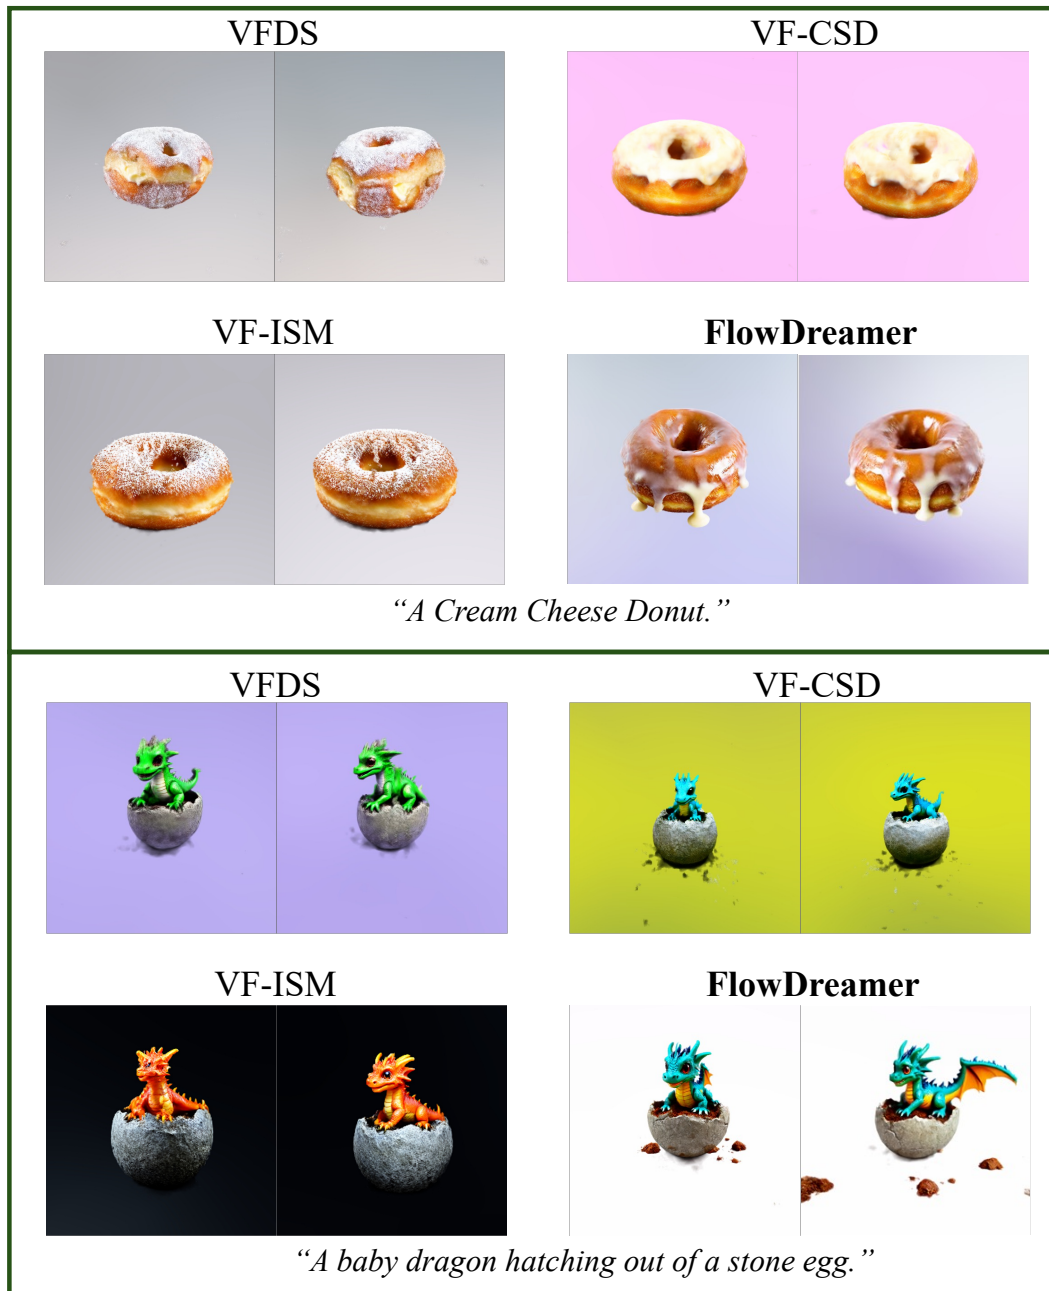 VFDS
VF-CSD
VF-ISM
FlowDreamer
“A Cream Cheese Donut.”
VFDS
VF-CSD
VF-ISM
FlowDreamer
“A baby dragon hatching out of a stone egg.”